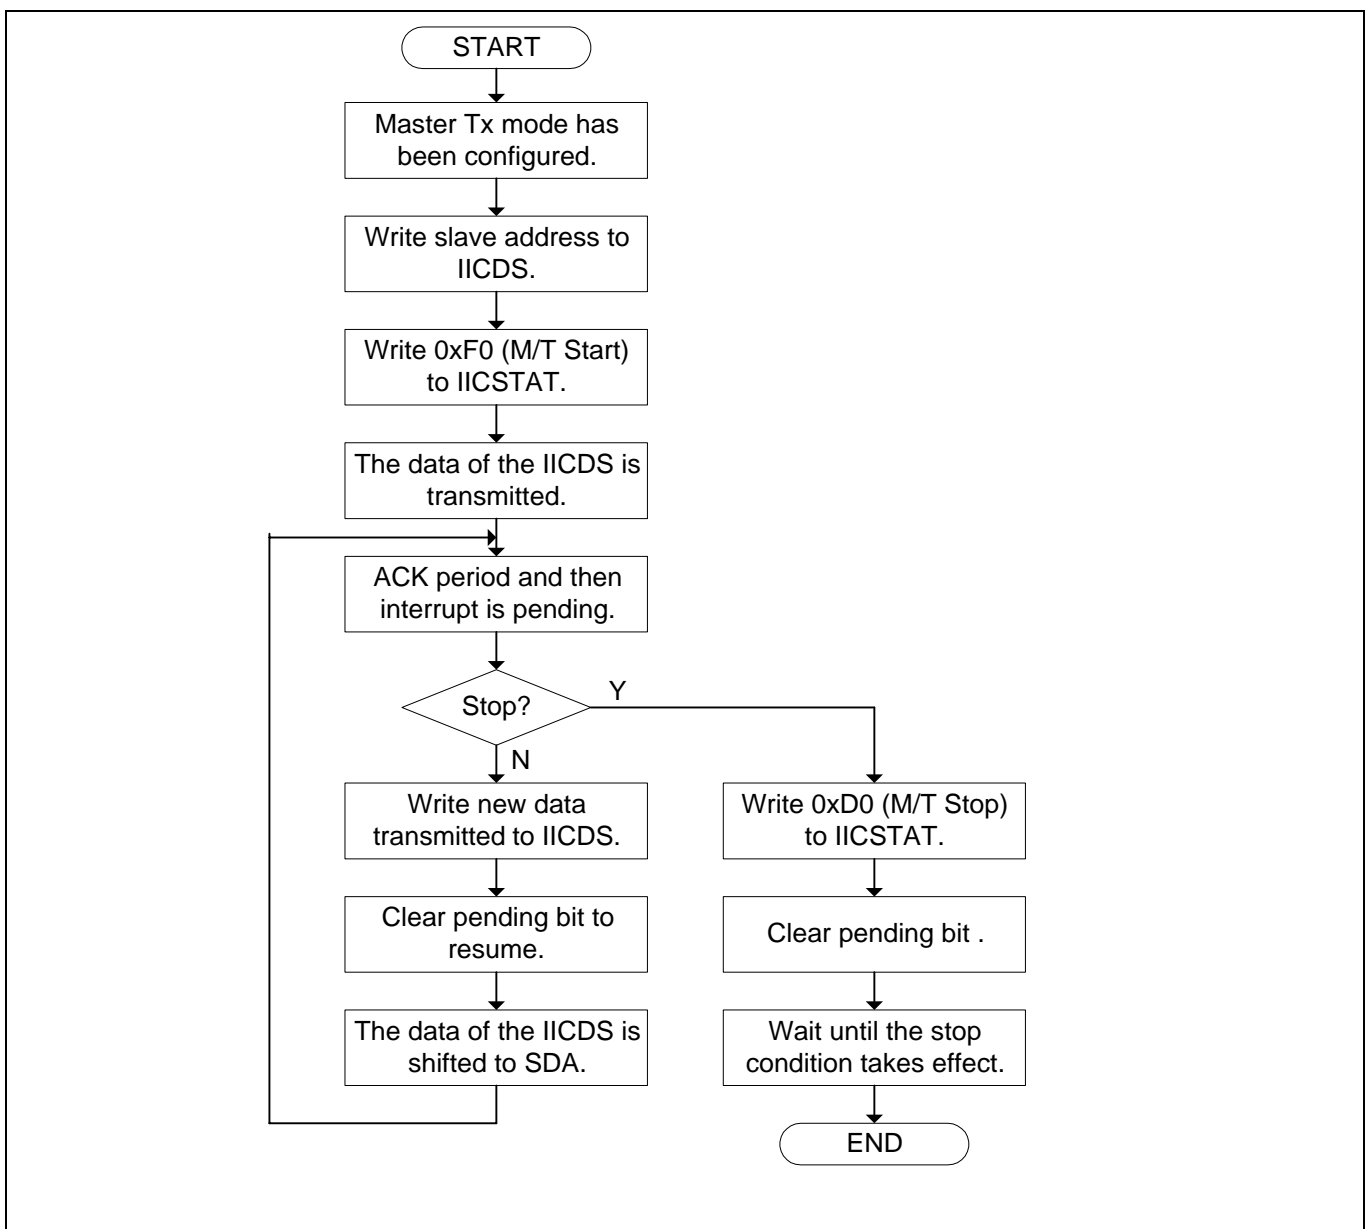 START
Master Tx mode has
been configured.
Write slave address to
IICDS.
Write 0xF0 (M/T Start)
to IICSTAT.
The data of the IICDS is
transmitted.
ACK period and then
interrupt is pending.
Stop?
Y
N
Write new data
transmitted to IICDS.
Clear pending bit to
resume.
The data of the IICDS is
shifted to SDA.
Write 0xD0 (M/T Stop)
to IICSTAT.
Clear pending bit .
Wait until the stop
condition takes effect.
END